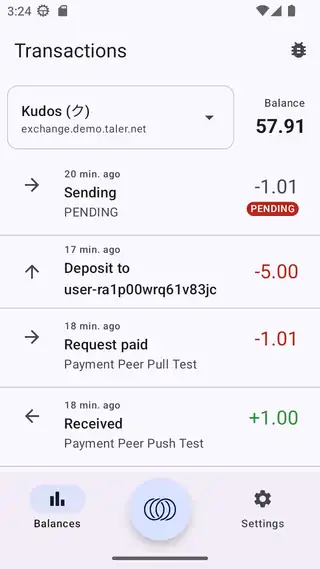 3:24
Transactions
Kudos (ク)
exchange.demo.taler.net
Balance
57.91
20 min. ago
Sending
PENDING
-1.01
PENDING
17 min. ago
Deposit to
user-ra1p00wrq61v83jc
-5.00
18 min. ago
Request paid
Payment Peer Pull Test
-1.01
18 min. ago
Received
Payment Peer Push Test
+1.00
Balances
Settings